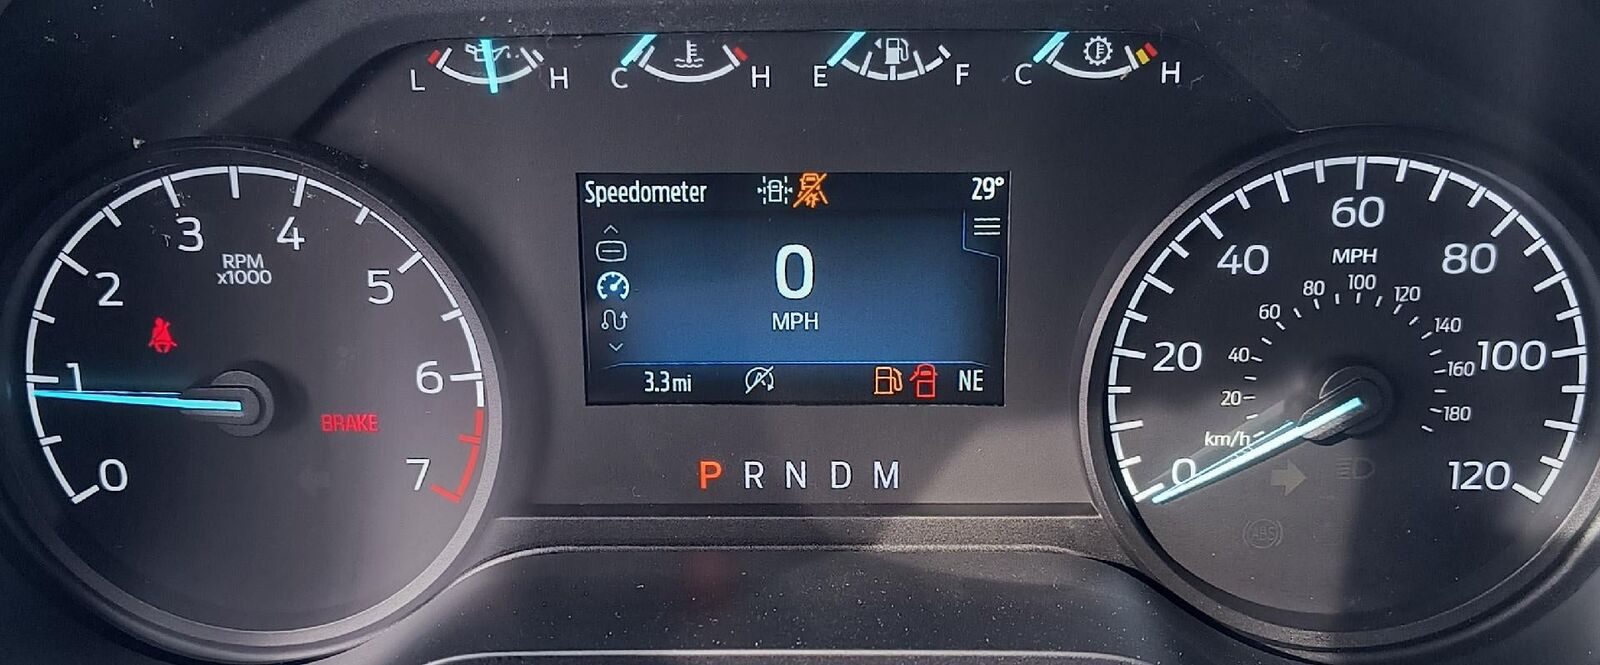 L H C H E F C H
Speedometer 29°
0
MPH
3.3mi NE
P R N D M
0 1 2 3 4 5 6 7
RPM
x1000
BRAKE
0 20 40 60 80 100 120
MPH
20 40 60 80 100 120 140 160 180
km/h
ABS